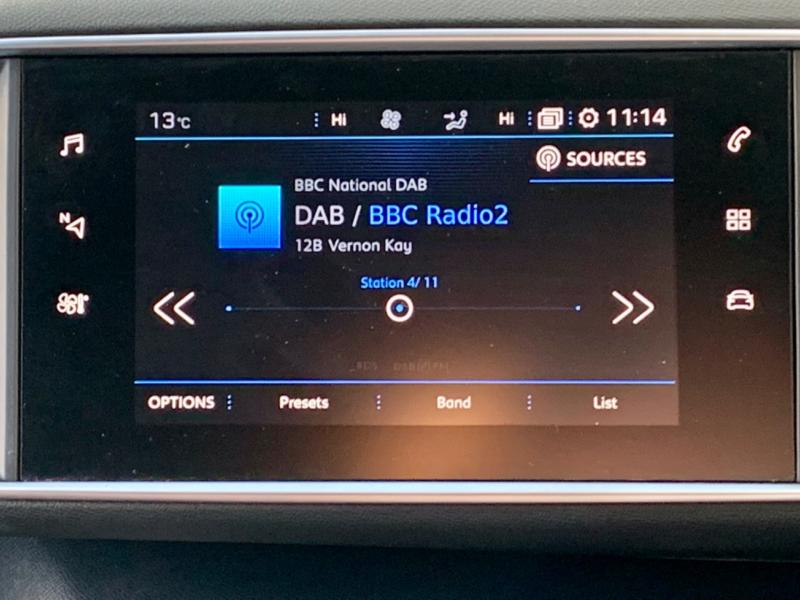 13°C Hi Hi 11:14
SOURCES
BBC National DAB
DAB / BBC Radio2
12B Vernon Kay
Station 4/11
N
OPTIONS Presets Band List